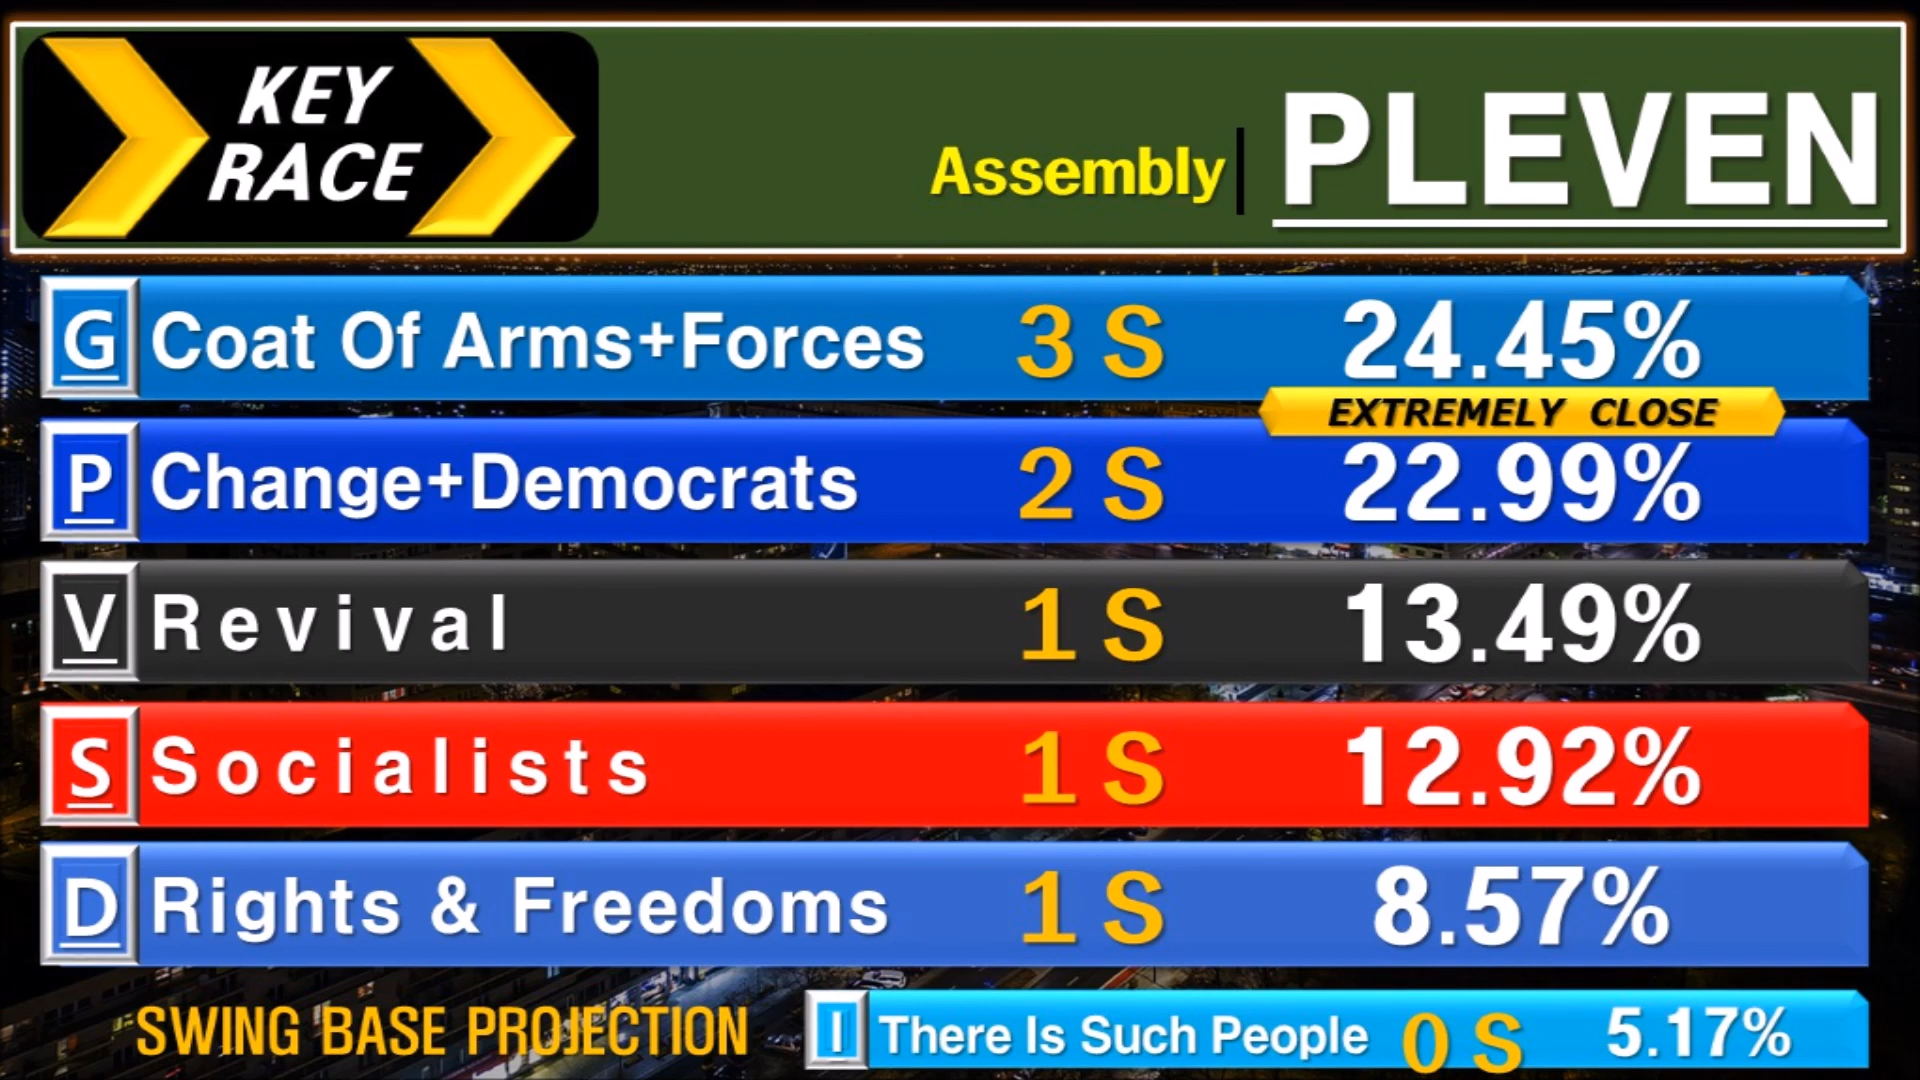 KEY
RACE
Assembly PLEVEN
G Coat Of Arms+Forces 3 S 24.45%
EXTREMELY CLOSE
P Change+Democrats 2 S 22.99%
V Revival 1 S 13.49%
S Socialists 1 S 12.92%
D Rights & Freedoms 1 S 8.57%
SWING BASE PROJECTION I There Is Such People 0 S 5.17%